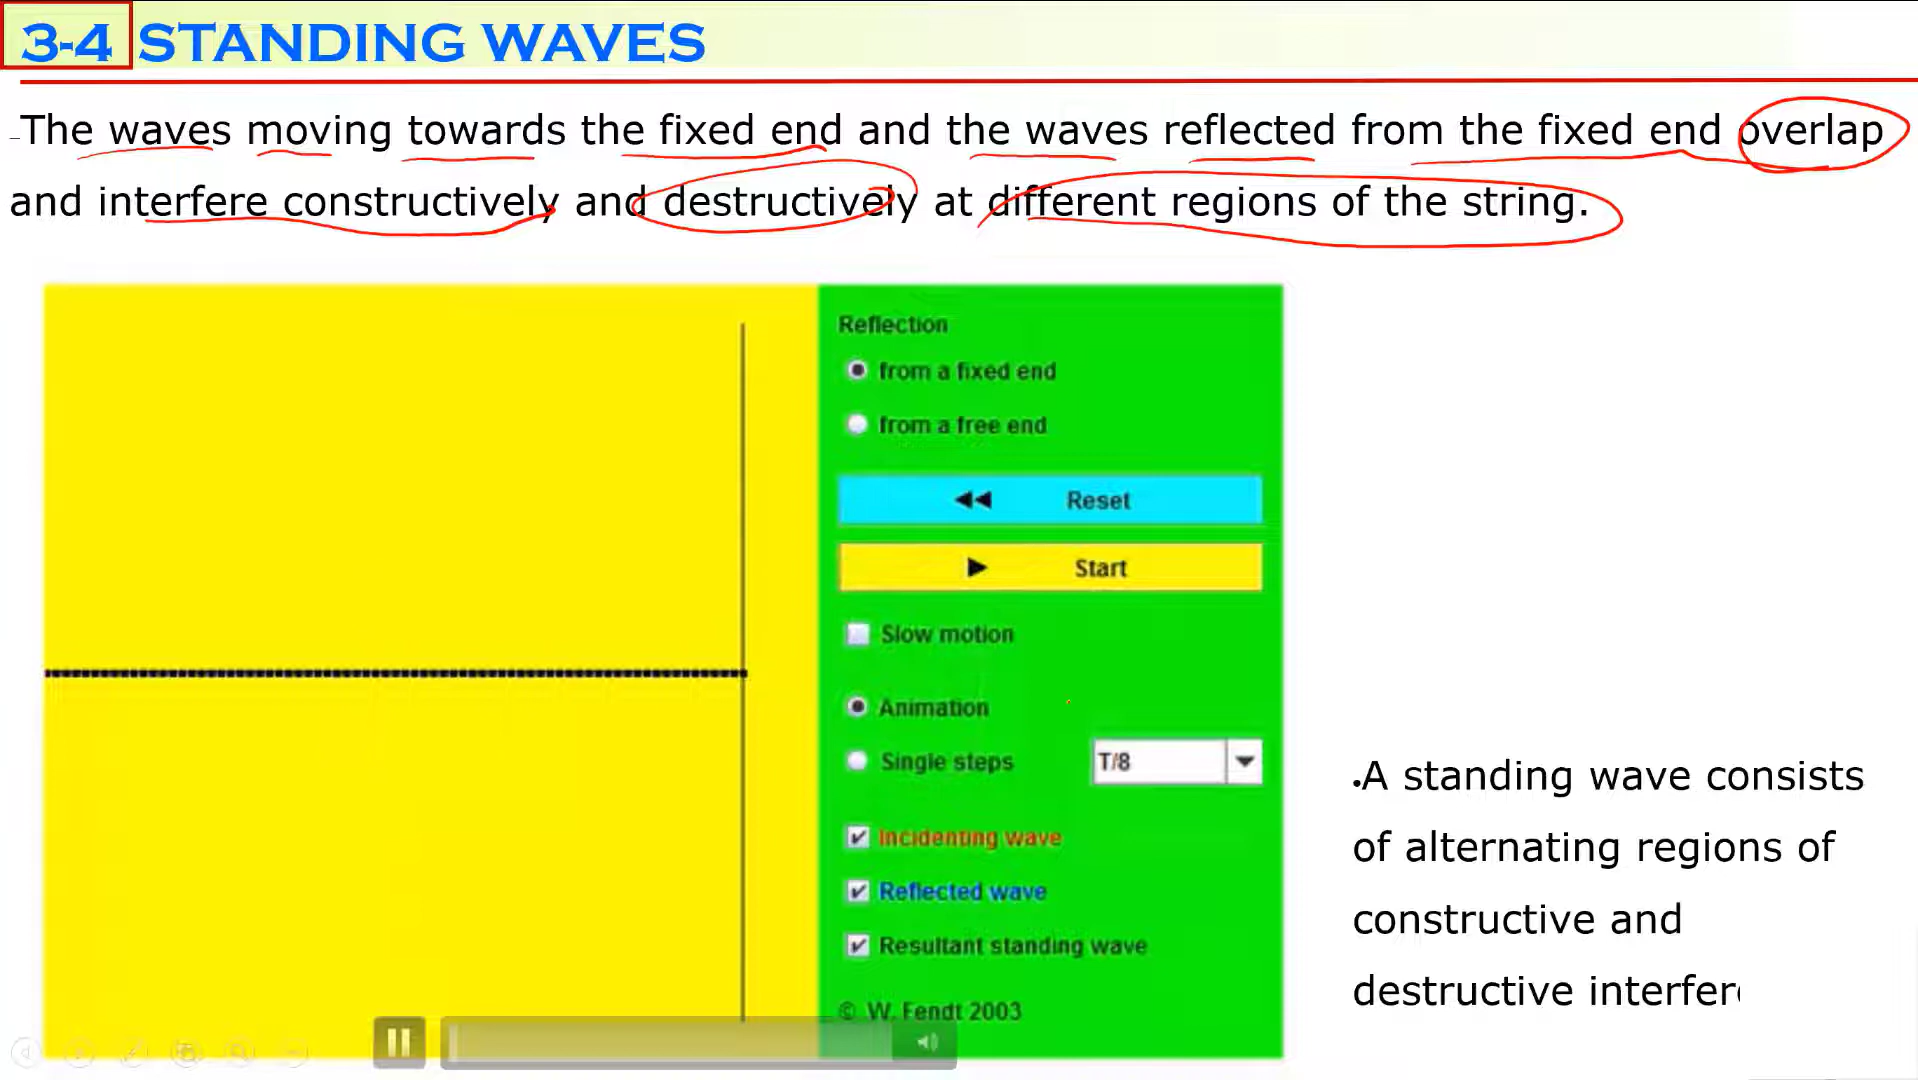 3-4 STANDING WAVES
–The waves moving towards the fixed end and the waves reflected from the fixed end overlap
and interfere constructively and destructively at different regions of the string.
Reflection
from a fixed end
from a free end
Reset
Start
Slow motion
Animation
Single steps T/8
Incidenting wave
Reflected wave
Resultant standing wave
© W. Fendt 2003
•A standing wave consists
of alternating regions of
constructive and
destructive interfer